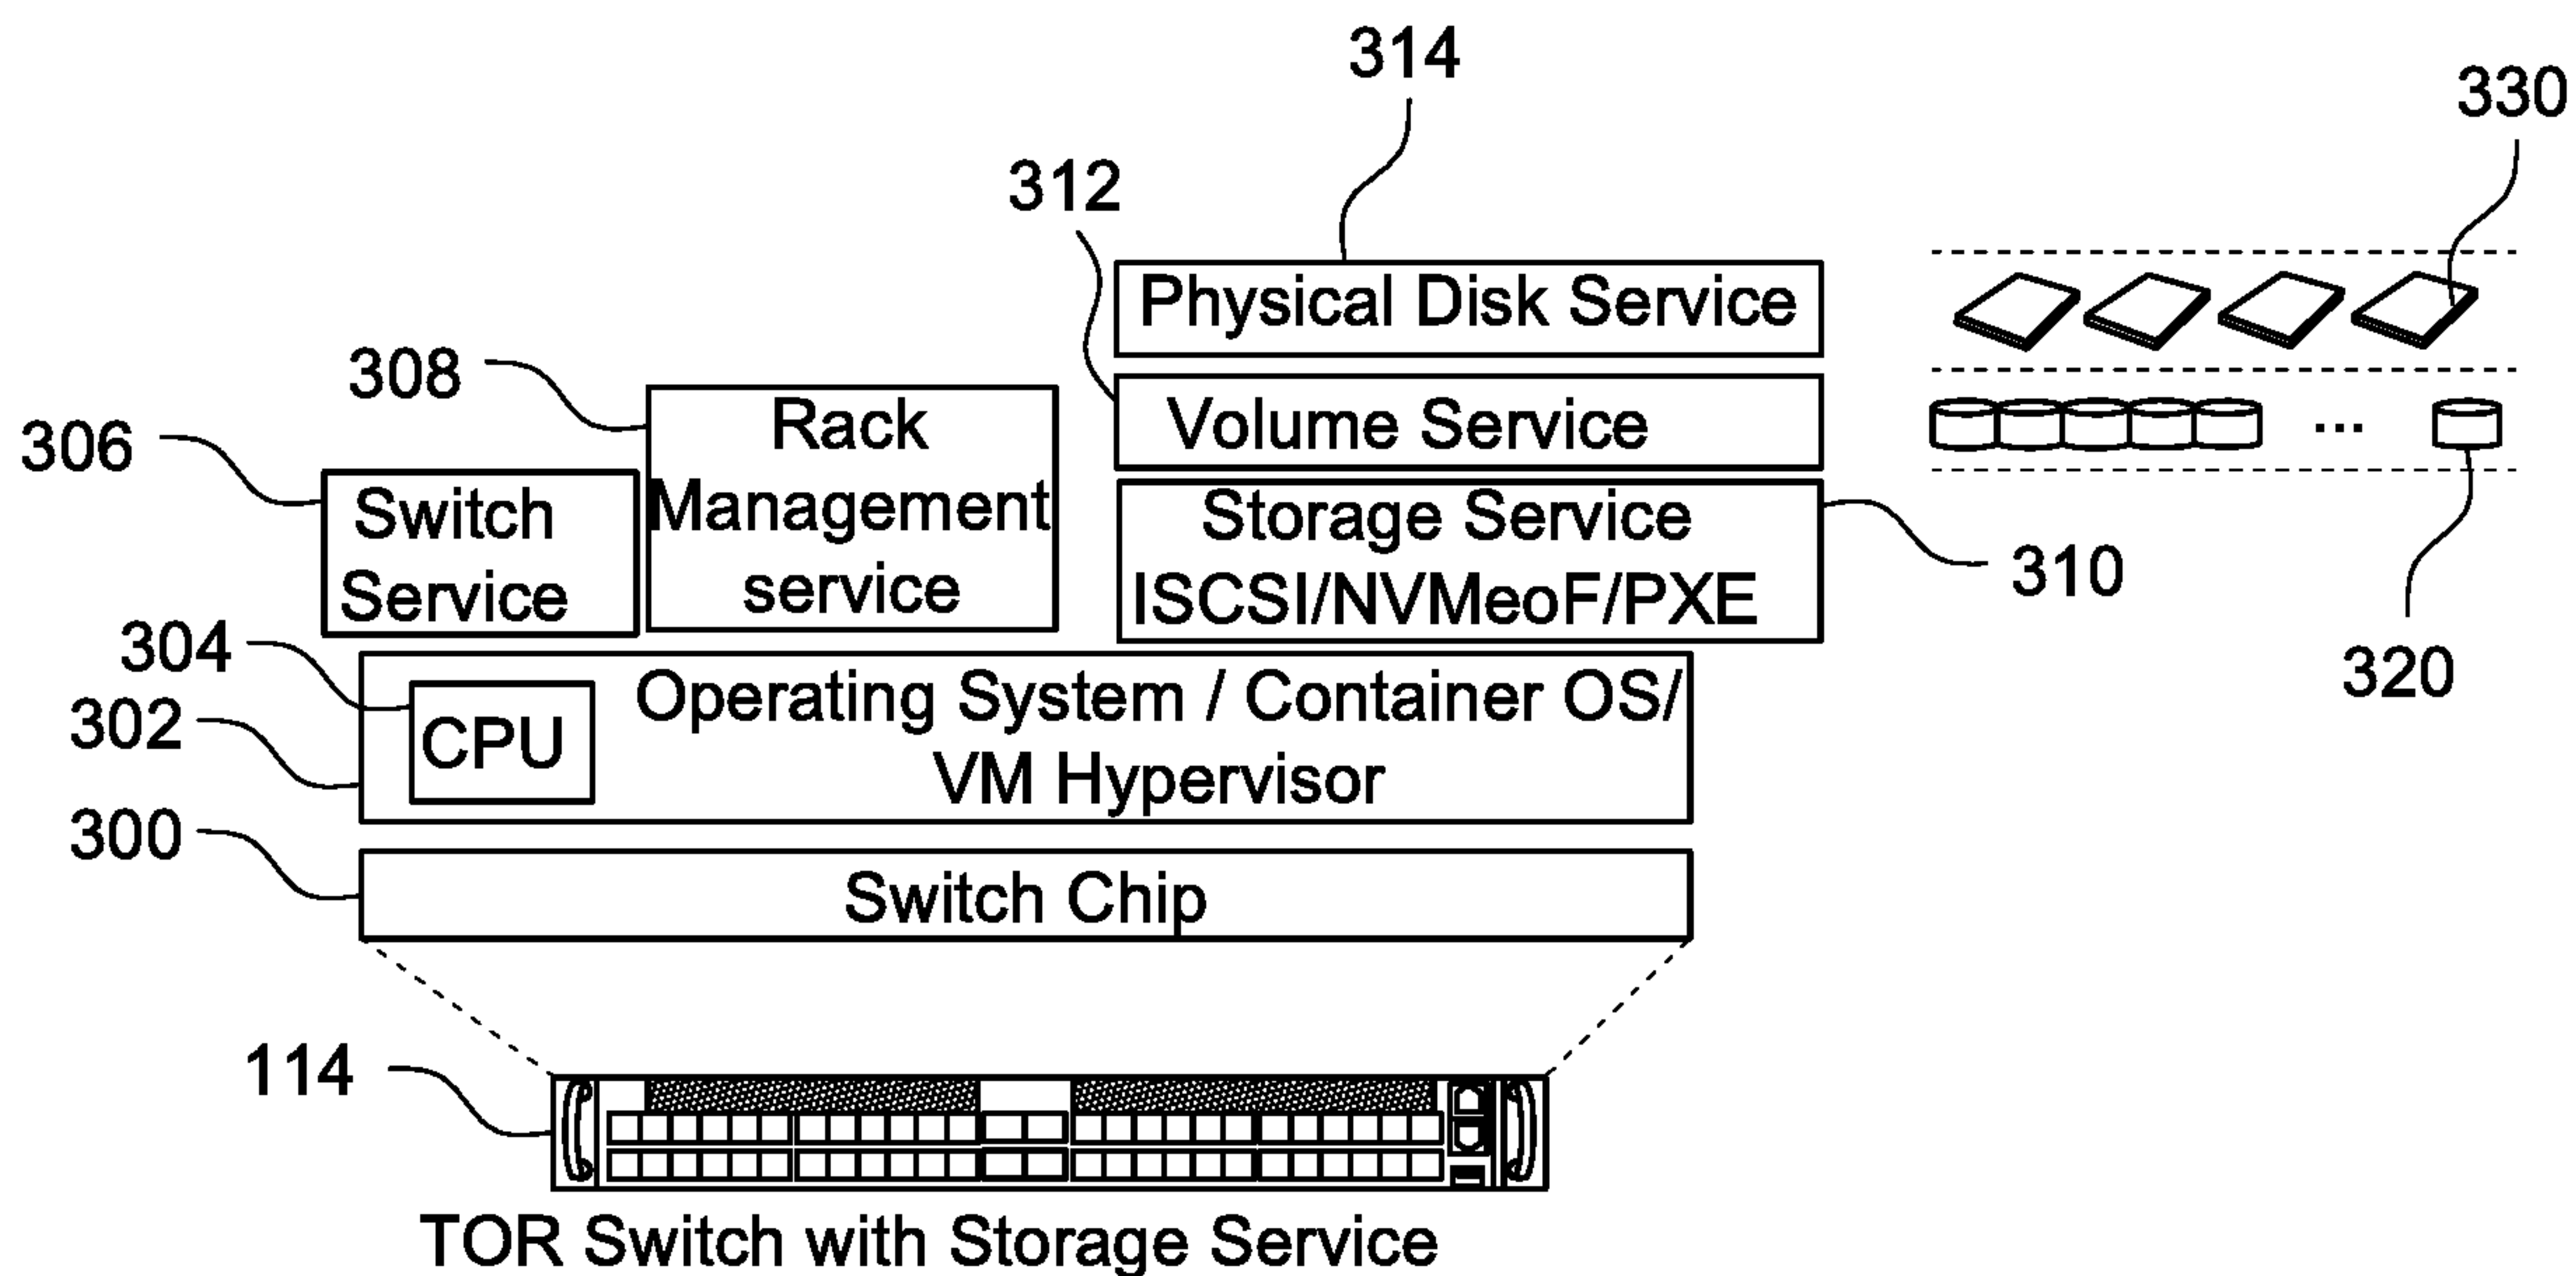 314
330
312
Physical Disk Service
308
Rack
Management
service
Volume Service
...
306
Switch
Service
Storage Service
ISCSI/NVMeoF/PXE
310
320
304
302
CPU
Operating System / Container OS/
VM Hypervisor
300
Switch Chip
114
TOR Switch with Storage Service